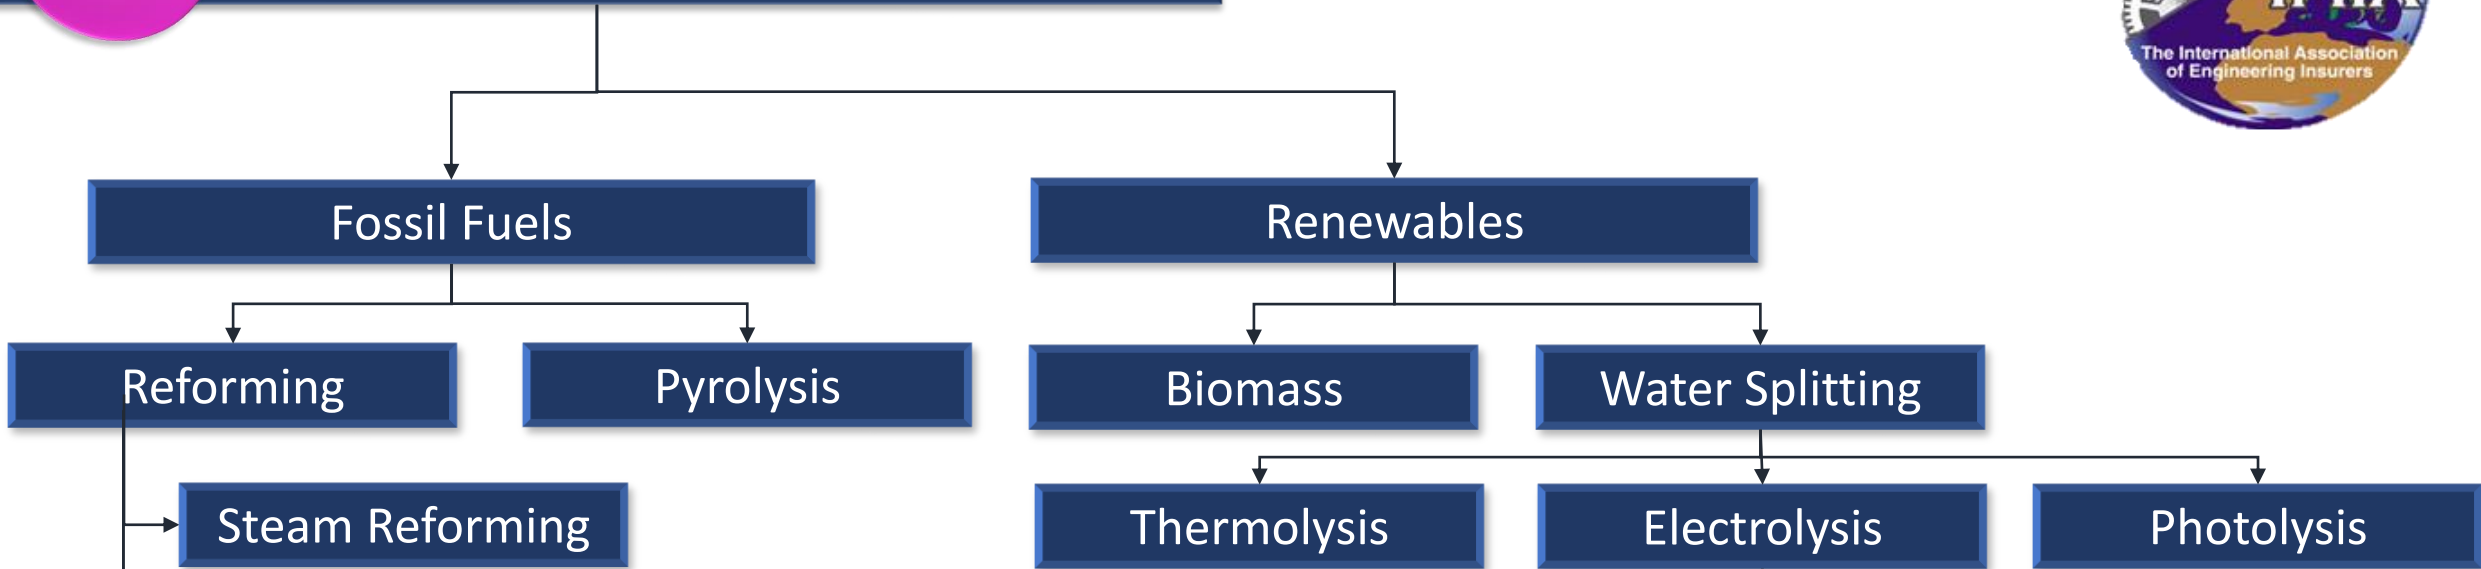 The International Association
of Engineering Insurers
Fossil Fuels
Renewables
Reforming
Pyrolysis
Biomass
Water Splitting
Steam Reforming
Thermolysis
Electrolysis
Photolysis